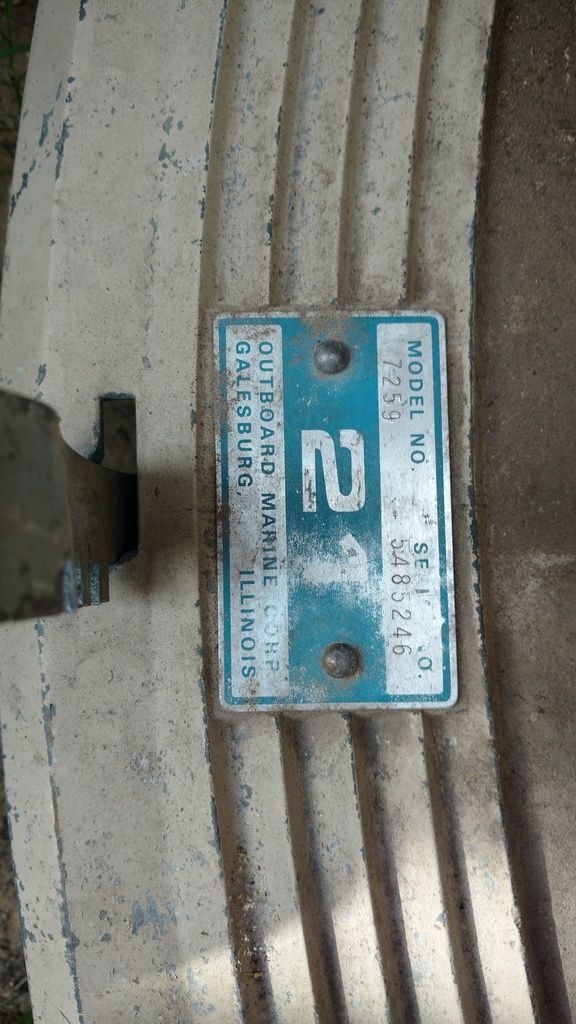 MODEL NO.
7259 5485246
21
OUTBOARD MARINE CORP.
GALESBURG, ILLINOIS